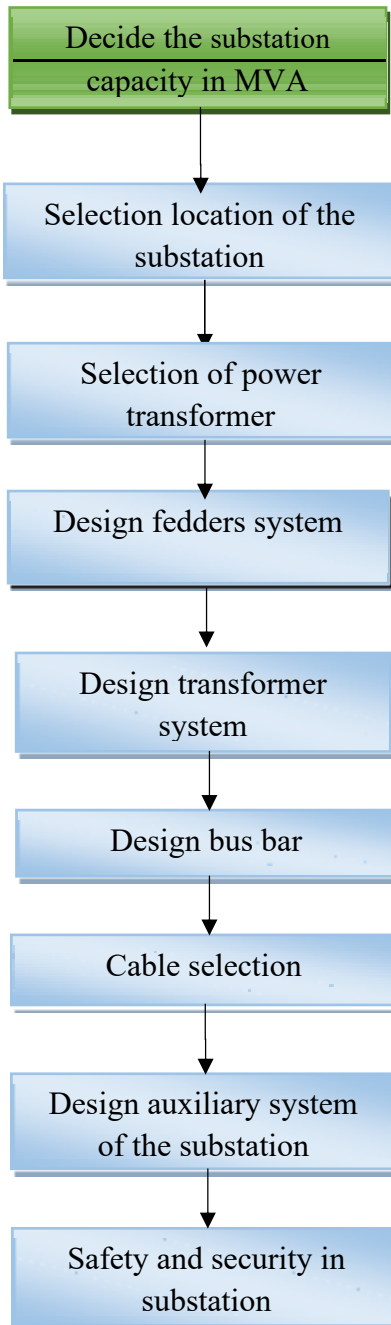 Decide the substation
capacity in MVA
Selection location of the
substation
Selection of power
transformer
Design fedders system
Design transformer
system
Design bus bar
Cable selection
Design auxiliary system
of the substation
Safety and security in
substation